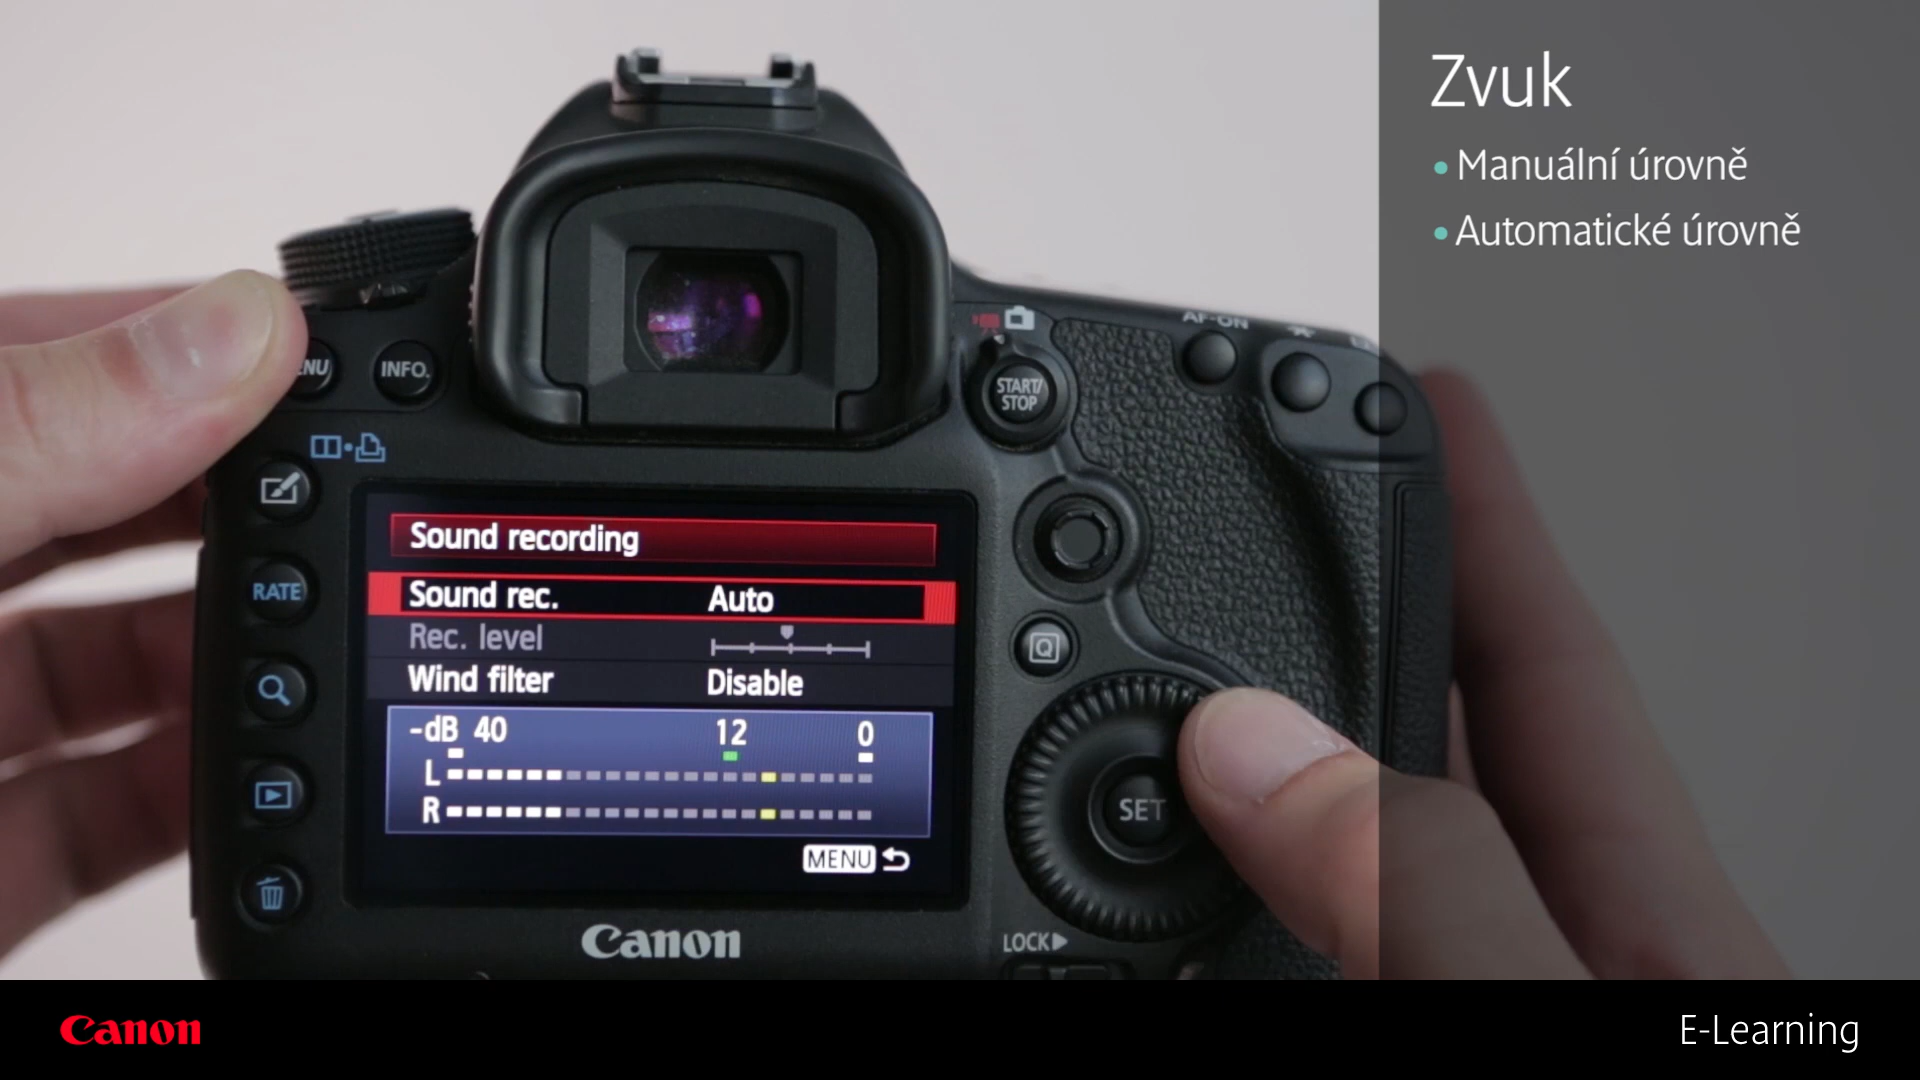 Zvuk
• Manuální úrovně
• Automatické úrovně
AF-ON
NU
INFO.
START/
STOP
RATE
Q
SET
Sound recording
Sound rec. Auto
Rec. level
Wind filter Disable
-dB 40 12 0
L
R
MENU
Canon
LOCK
Canon
E-Learning